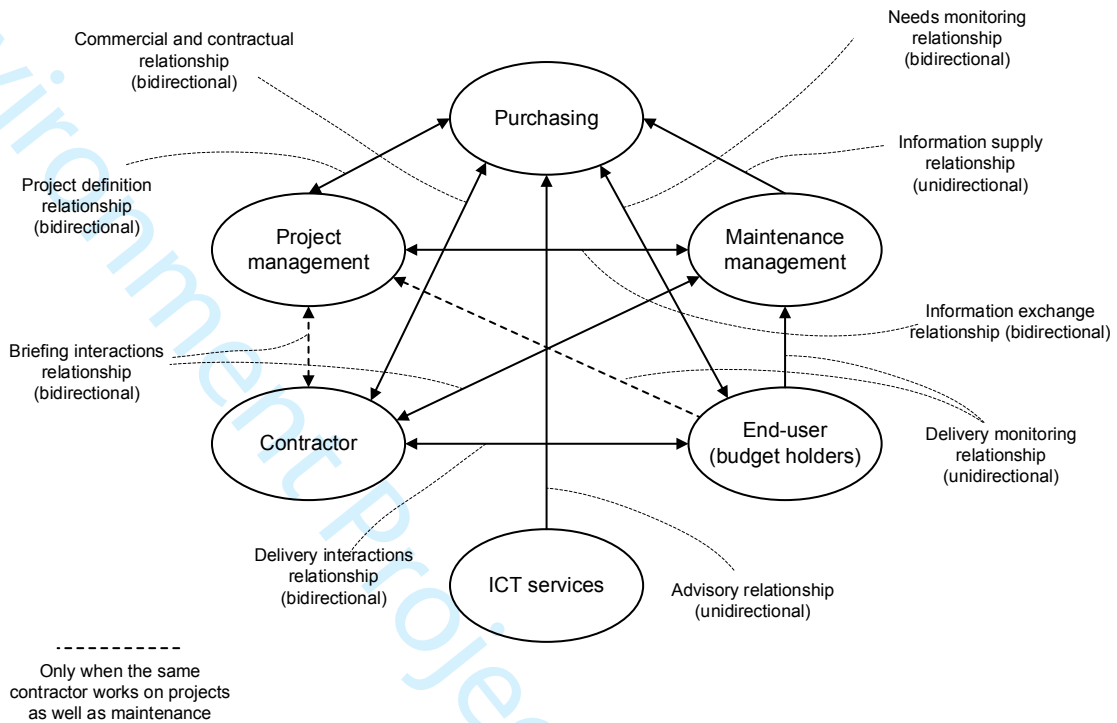 Commercial and contractual
relationship
(bidirectional)
Needs monitoring
relationship
(bidirectional)
Purchasing
Information supply
relationship
(unidirectional)
Project definition
relationship
(bidirectional)
Project
management
Maintenance
management
Information exchange
relationship (bidirectional)
Briefing interactions
relationship
(bidirectional)
Contractor
End-user
(budget holders)
Delivery monitoring
relationship
(unidirectional)
Delivery interactions
relationship
(bidirectional)
ICT services
Advisory relationship
(unidirectional)
Only when the same
contractor works on projects
as well as maintenance
vironment Projec